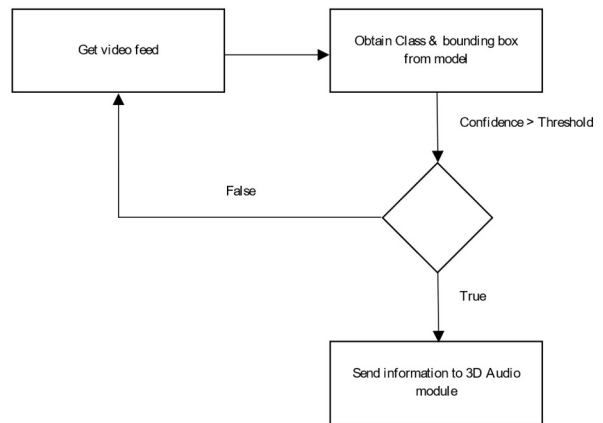 Get video feed
Obtain Class & bounding box
from model
Confidence > Threshold
False
True
Send information to 3D Audio
module